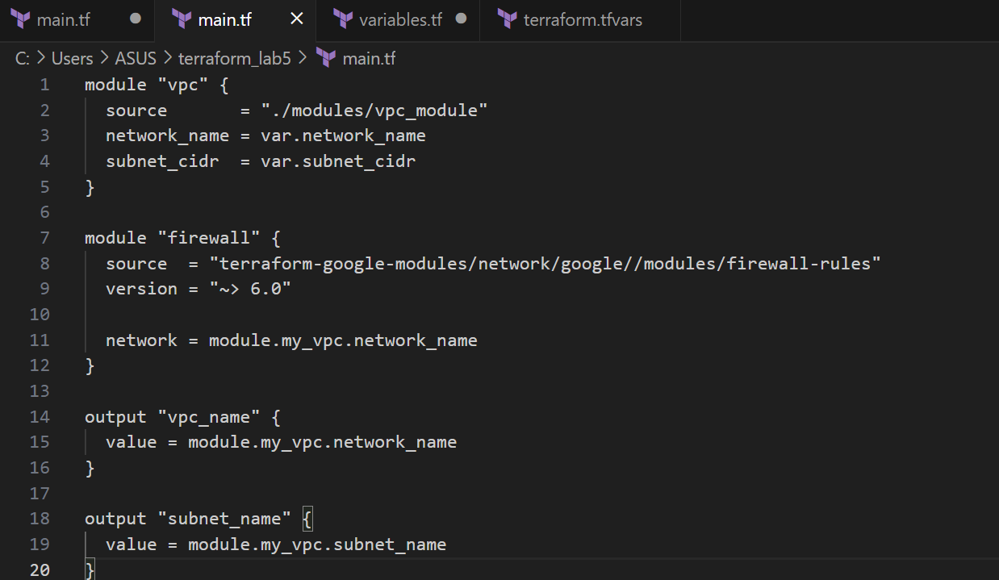 main.tf ● main.tf × variables.tf ● terraform.tfvars
C: > Users > ASUS > terraform_lab5 > main.tf
1 module "vpc" {
2   source       = "./modules/vpc_module"
3   network_name = var.network_name
4   subnet_cidr  = var.subnet_cidr
5 }
6
7 module "firewall" {
8   source  = "terraform-google-modules/network/google//modules/firewall-rules"
9   version = "~> 6.0"
10
11   network = module.my_vpc.network_name
12 }
13
14 output "vpc_name" {
15   value = module.my_vpc.network_name
16 }
17
18 output "subnet_name" {
19   value = module.my_vpc.subnet_name
20 }